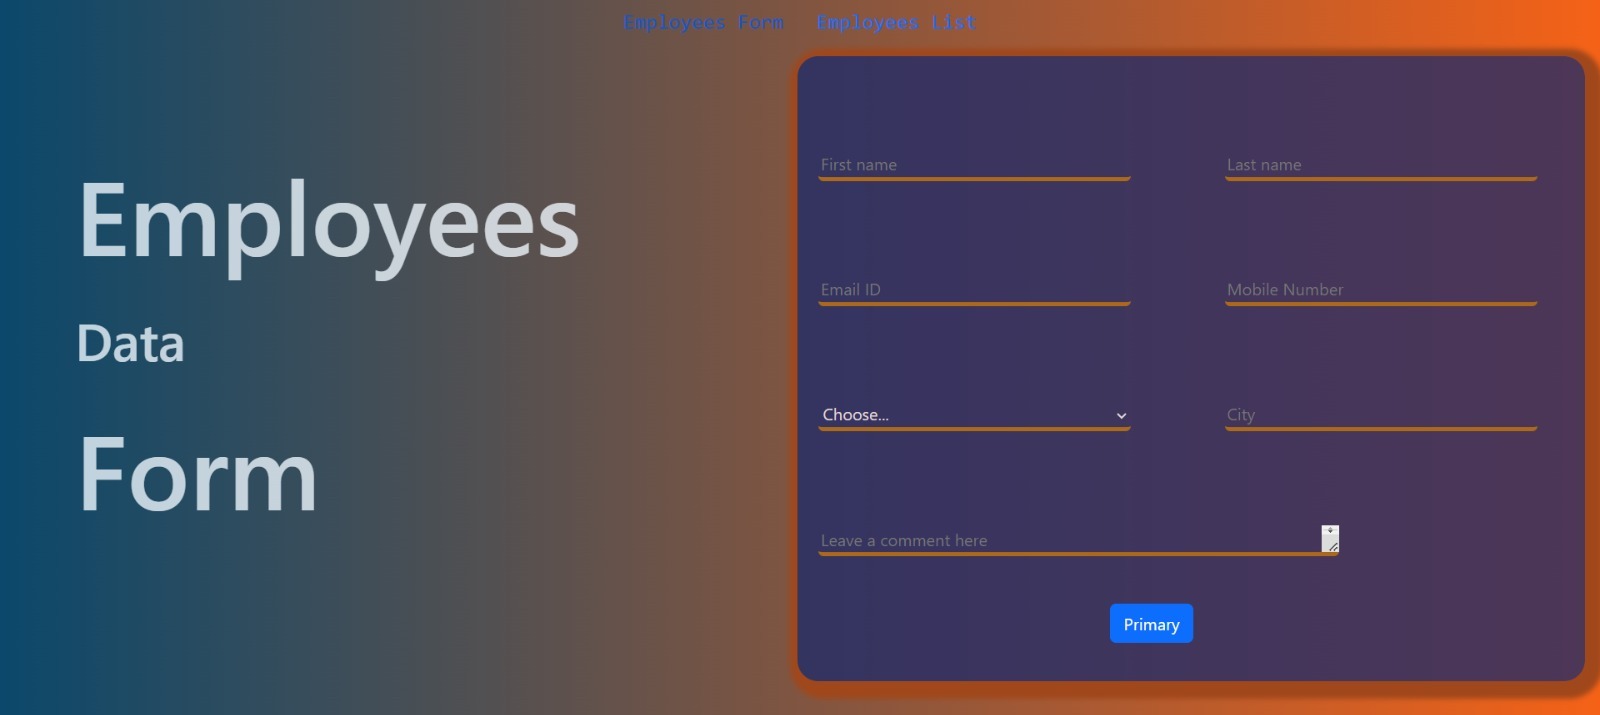 Employees Form Employees List
Employees
Data
Form
First name Last name
Email ID Mobile Number
Choose... City
Leave a comment here
Primary